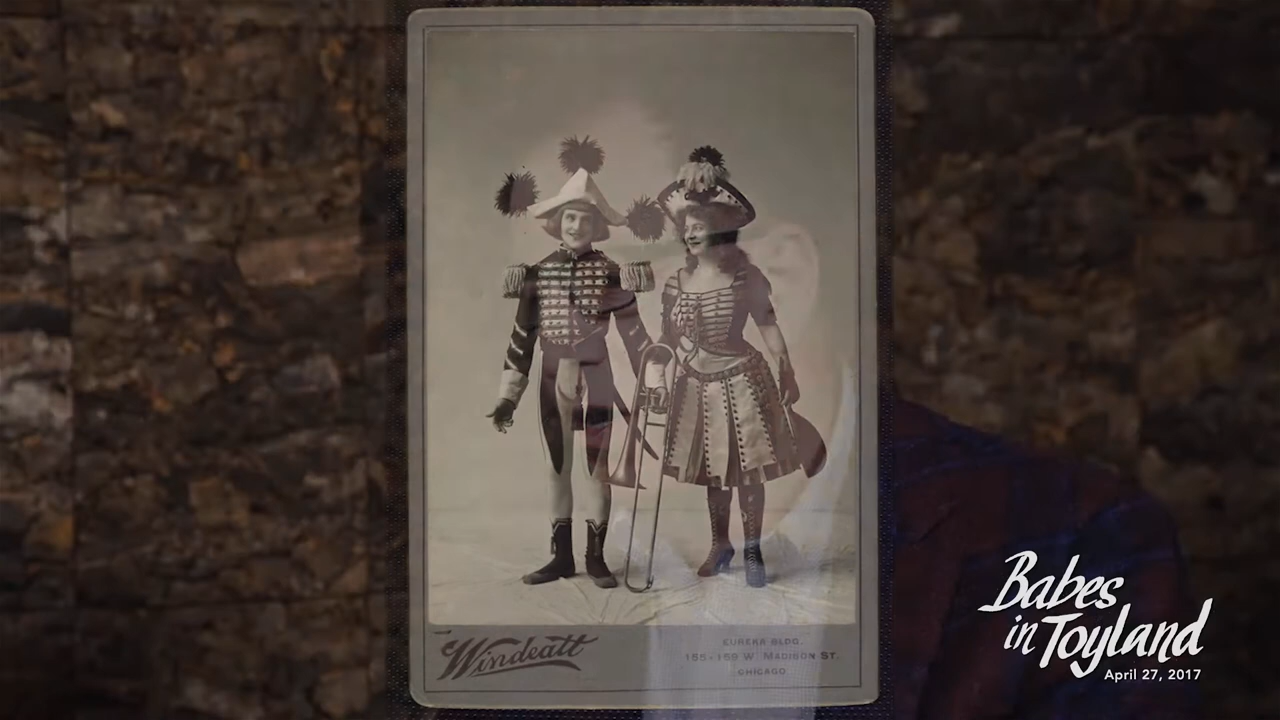 Windeatt
EUREKA BLDG.
155-159 W. MADISON ST.
CHICAGO
Babes
in Toyland
April 27, 2017